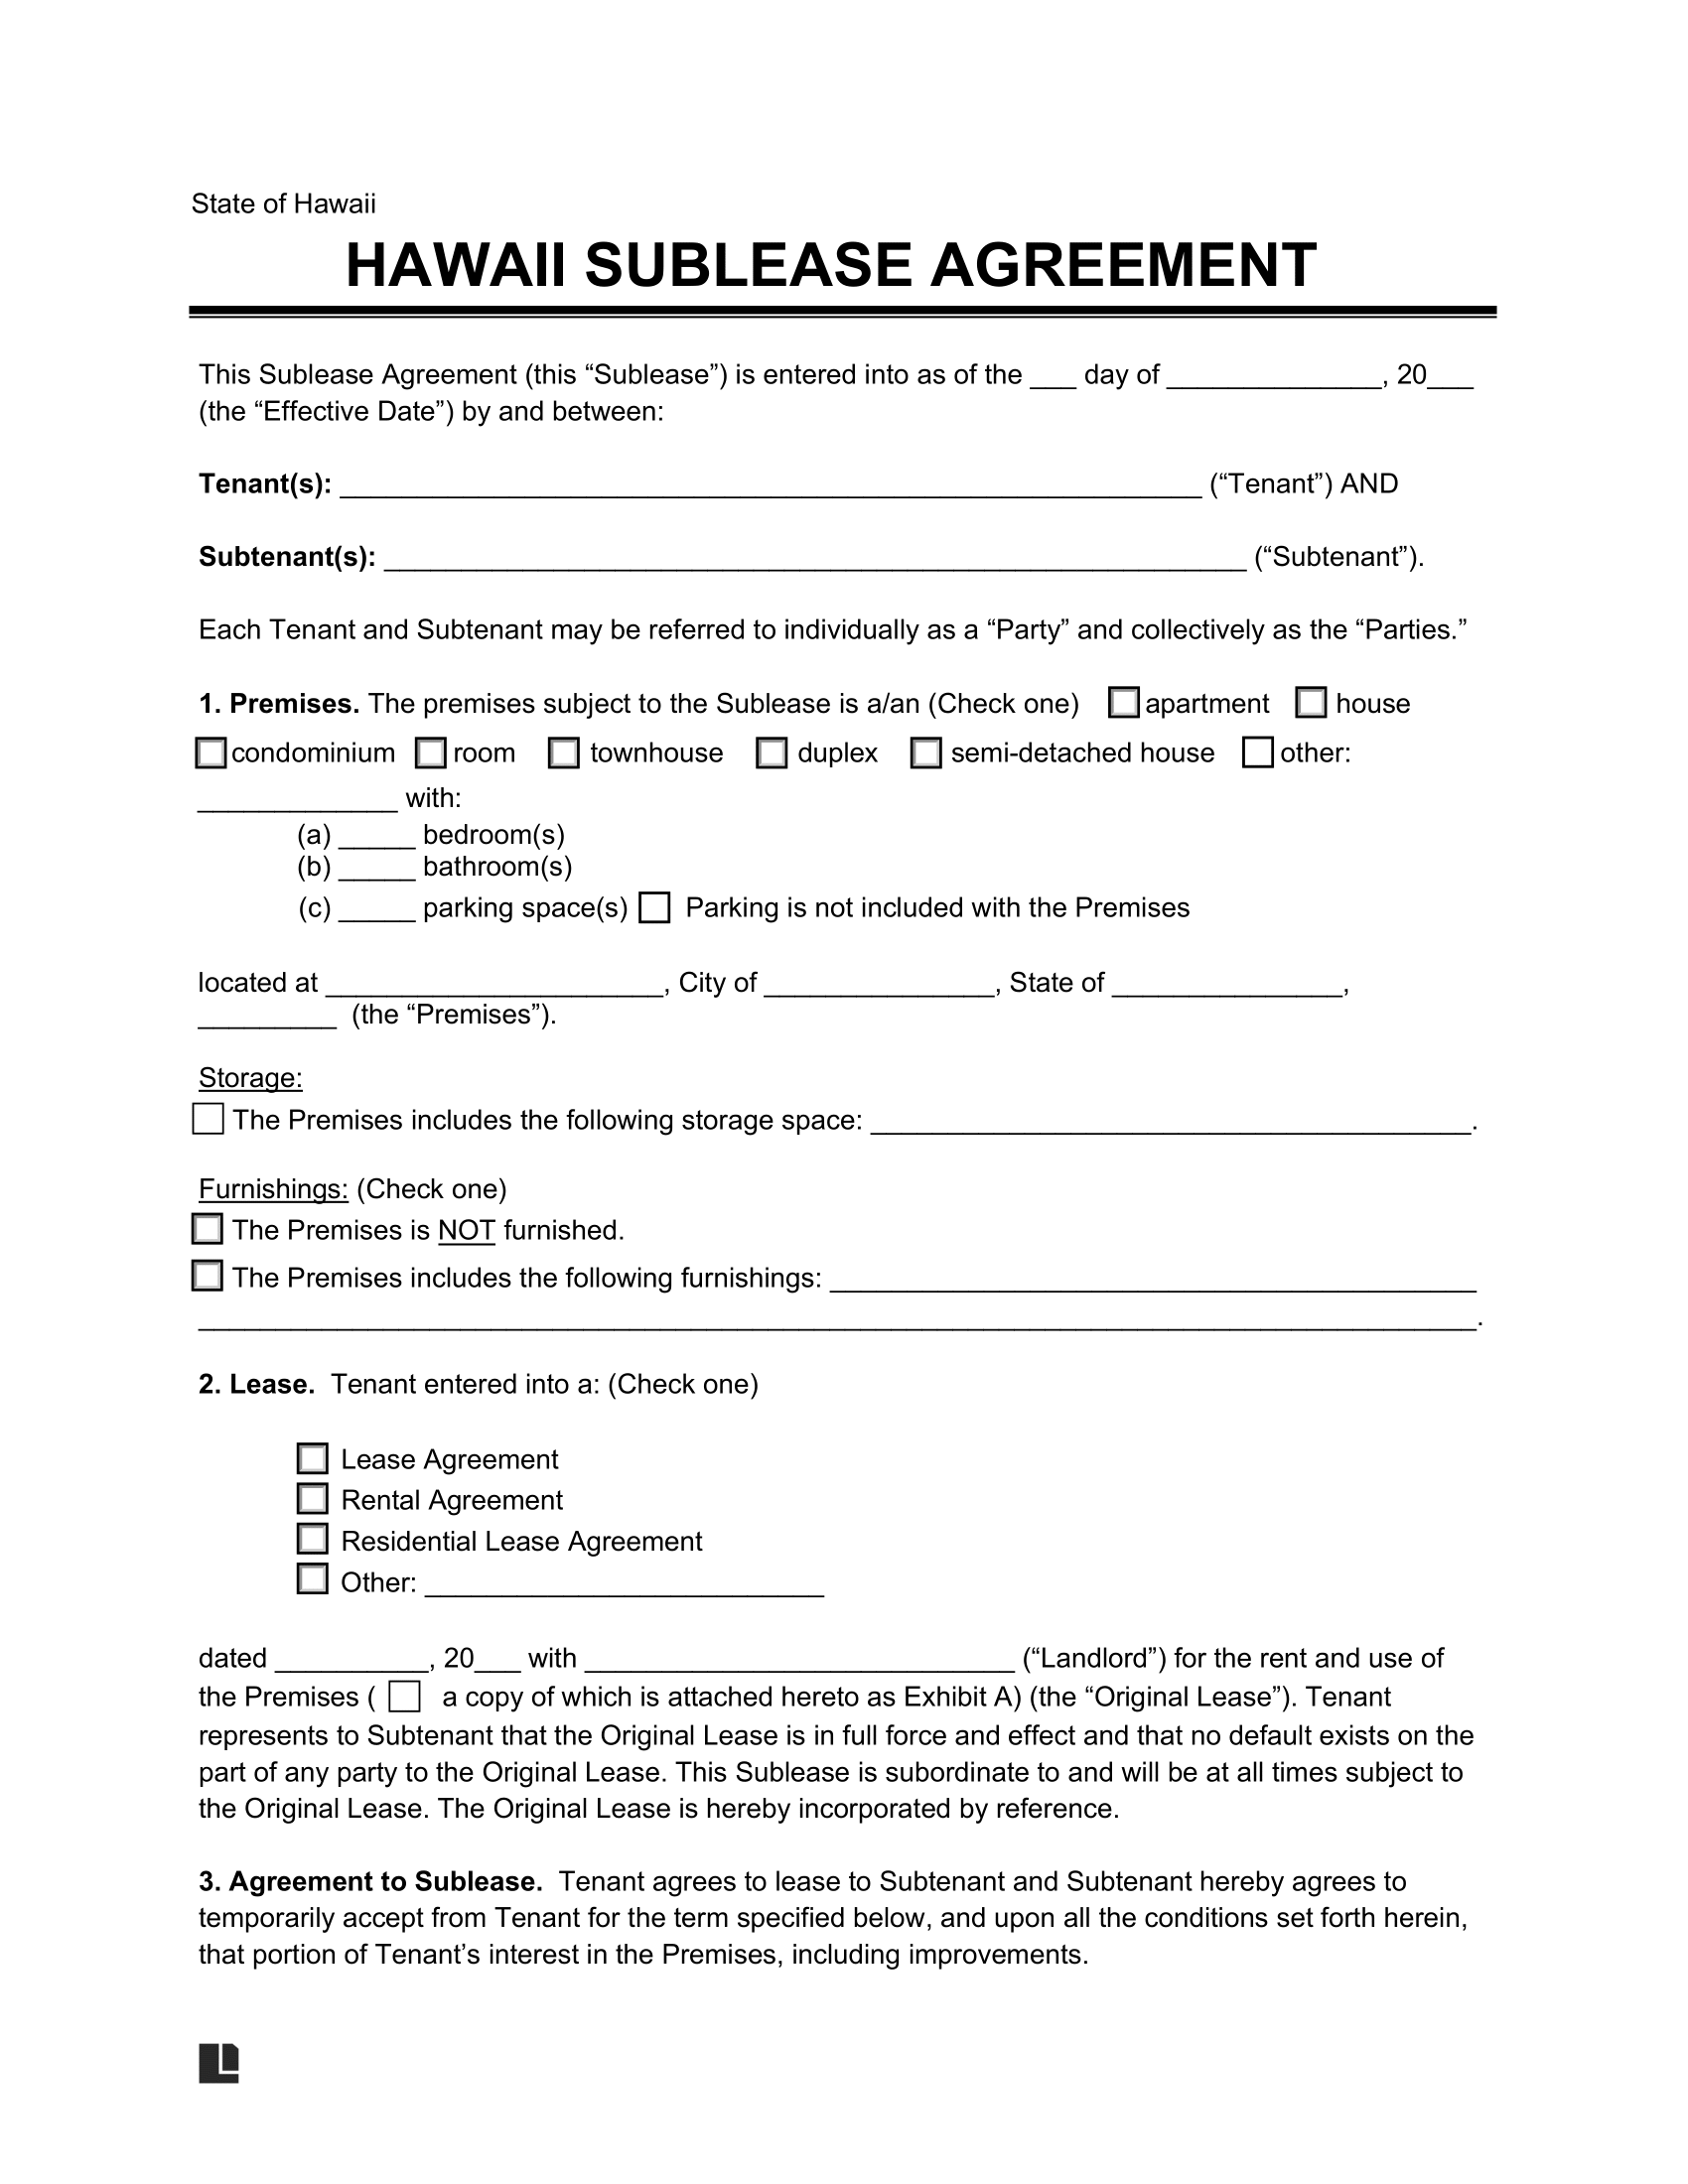 State of Hawaii
HAWAII SUBLEASE AGREEMENT
This Sublease Agreement (this “Sublease”) is entered into as of the ___ day of ______________, 20___
(the “Effective Date”) by and between:
Tenant(s): ________________________________________________________ (“Tenant”) AND
Subtenant(s): ________________________________________________________ (“Subtenant”).
Each Tenant and Subtenant may be referred to individually as a “Party” and collectively as the “Parties.”
1. Premises. The premises subject to the Sublease is a/an (Check one) ☐ apartment ☐ house
☐ condominium ☐ room ☐ townhouse ☐ duplex ☐ semi-detached house ☐ other:
_____________ with:
(a) _____ bedroom(s)
(b) _____ bathroom(s)
(c) _____ parking space(s) ☐ Parking is not included with the Premises
located at ______________________, City of _______________, State of _______________,
_________ (the “Premises”).
Storage:
☐ The Premises includes the following storage space: _______________________________________.
Furnishings: (Check one)
☐ The Premises is NOT furnished.
☐ The Premises includes the following furnishings: __________________________________________
___________________________________________________________________________________.
2. Lease. Tenant entered into a: (Check one)
☐ Lease Agreement
☐ Rental Agreement
☐ Residential Lease Agreement
☐ Other: __________________________
dated __________, 20___ with ____________________________ (“Landlord”) for the rent and use of
the Premises ( ☐ a copy of which is attached hereto as Exhibit A) (the “Original Lease”). Tenant
represents to Subtenant that the Original Lease is in full force and effect and that no default exists on the
part of any party to the Original Lease. This Sublease is subordinate to and will be at all times subject to
the Original Lease. The Original Lease is hereby incorporated by reference.
3. Agreement to Sublease. Tenant agrees to lease to Subtenant and Subtenant hereby agrees to
temporarily accept from Tenant for the term specified below, and upon all the conditions set forth herein,
that portion of Tenant’s interest in the Premises, including improvements.